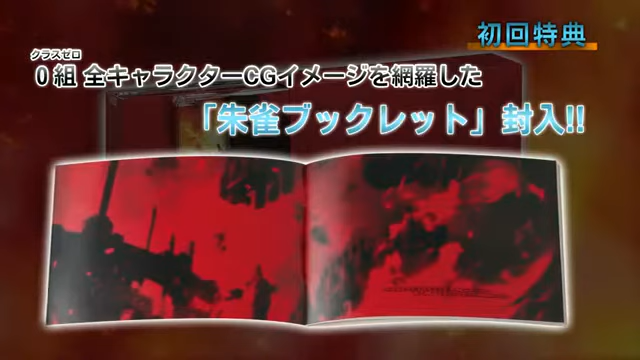 初回特典
クラスゼロ
0組 全キャラクターCGイメージを網羅した
「朱雀ブックレット」封入!!